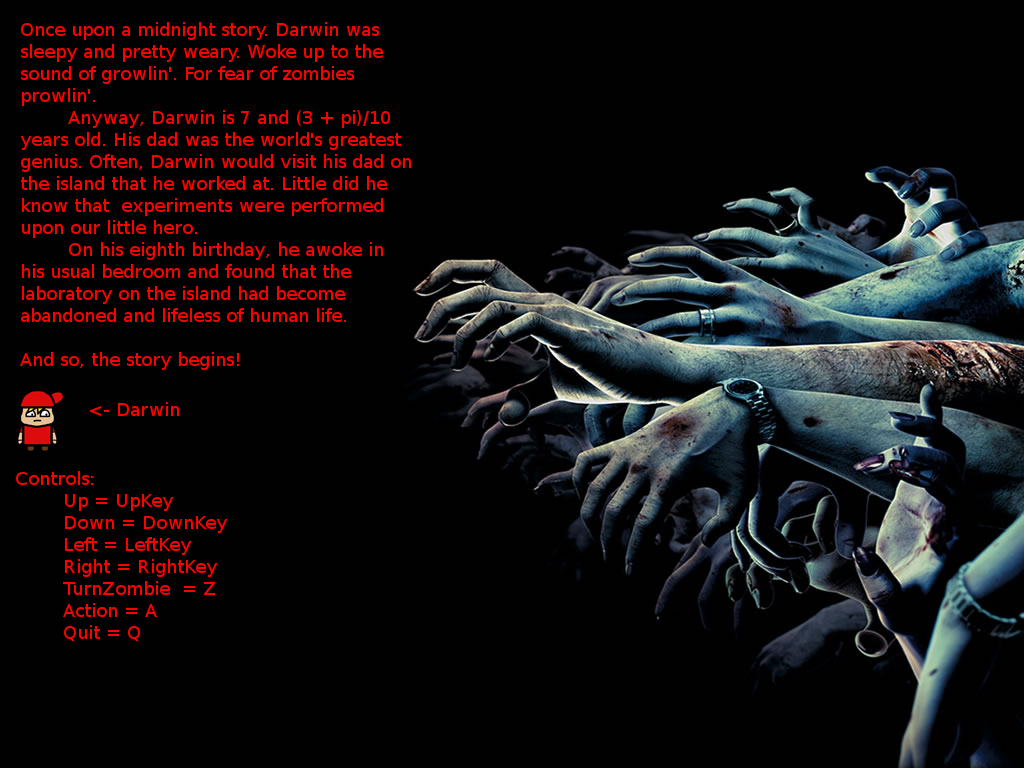 Once upon a midnight story. Darwin was
sleepy and pretty weary. Woke up to the
sound of growlin'. For fear of zombies
prowlin'.
Anyway, Darwin is 7 and (3 + pi)/10
years old. His dad was the world's greatest
genius. Often, Darwin would visit his dad on
the island that he worked at. Little did he
know that  experiments were performed
upon our little hero.
On his eighth birthday, he awoke in
his usual bedroom and found that the
laboratory on the island had become
abandoned and lifeless of human life.
And so, the story begins!
<- Darwin
Controls:
Up = UpKey
Down = DownKey
Left = LeftKey
Right = RightKey
TurnZombie  = Z
Action = A
Quit = Q